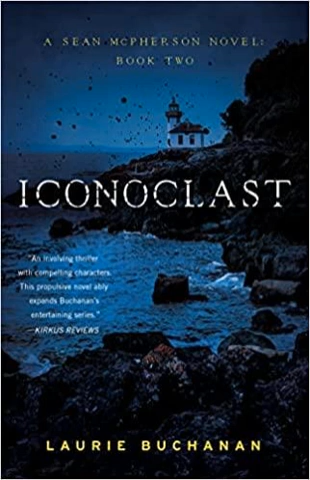 A SEAN McPHERSON NOVEL:
BOOK TWO
ICONOCLAST
"An involving thriller
with compelling characters.
This propulsive novel ably
expands Buchanan's
entertaining series."
KIRKUS REVIEWS
LAURIE BUCHANAN